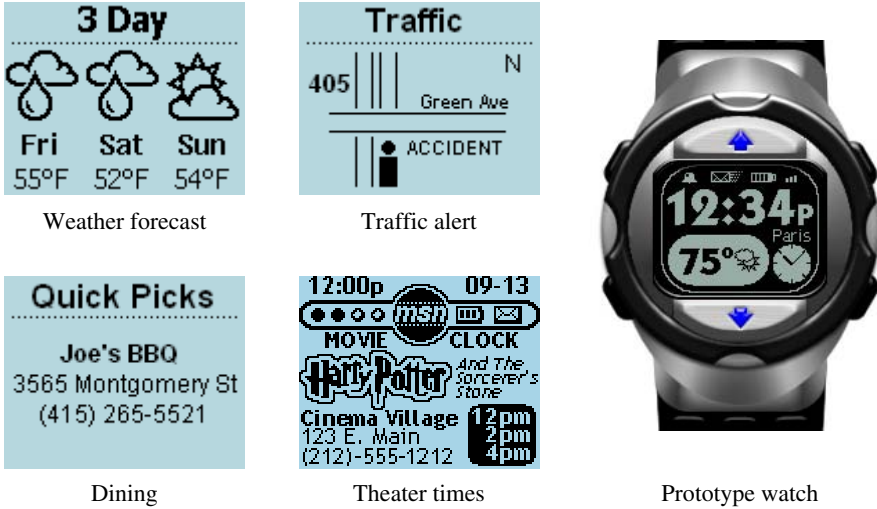 3 Day
Fri Sat Sun
55°F 52°F 54°F
Weather forecast
Traffic
N
405
Green Ave
ACCIDENT
Traffic alert
Quick Picks
Joe's BBQ
3565 Montgomery St
(415) 265-5521
Dining
12:00p 09-13
msn
MOVIE CLOCK
Harry Potter And The
Sorcerer's
Stone
Cinema Village 12pm
123 E. Main 2pm
(212)-555-1212 4pm
Theater times
12:34p
Paris
75°
Prototype watch